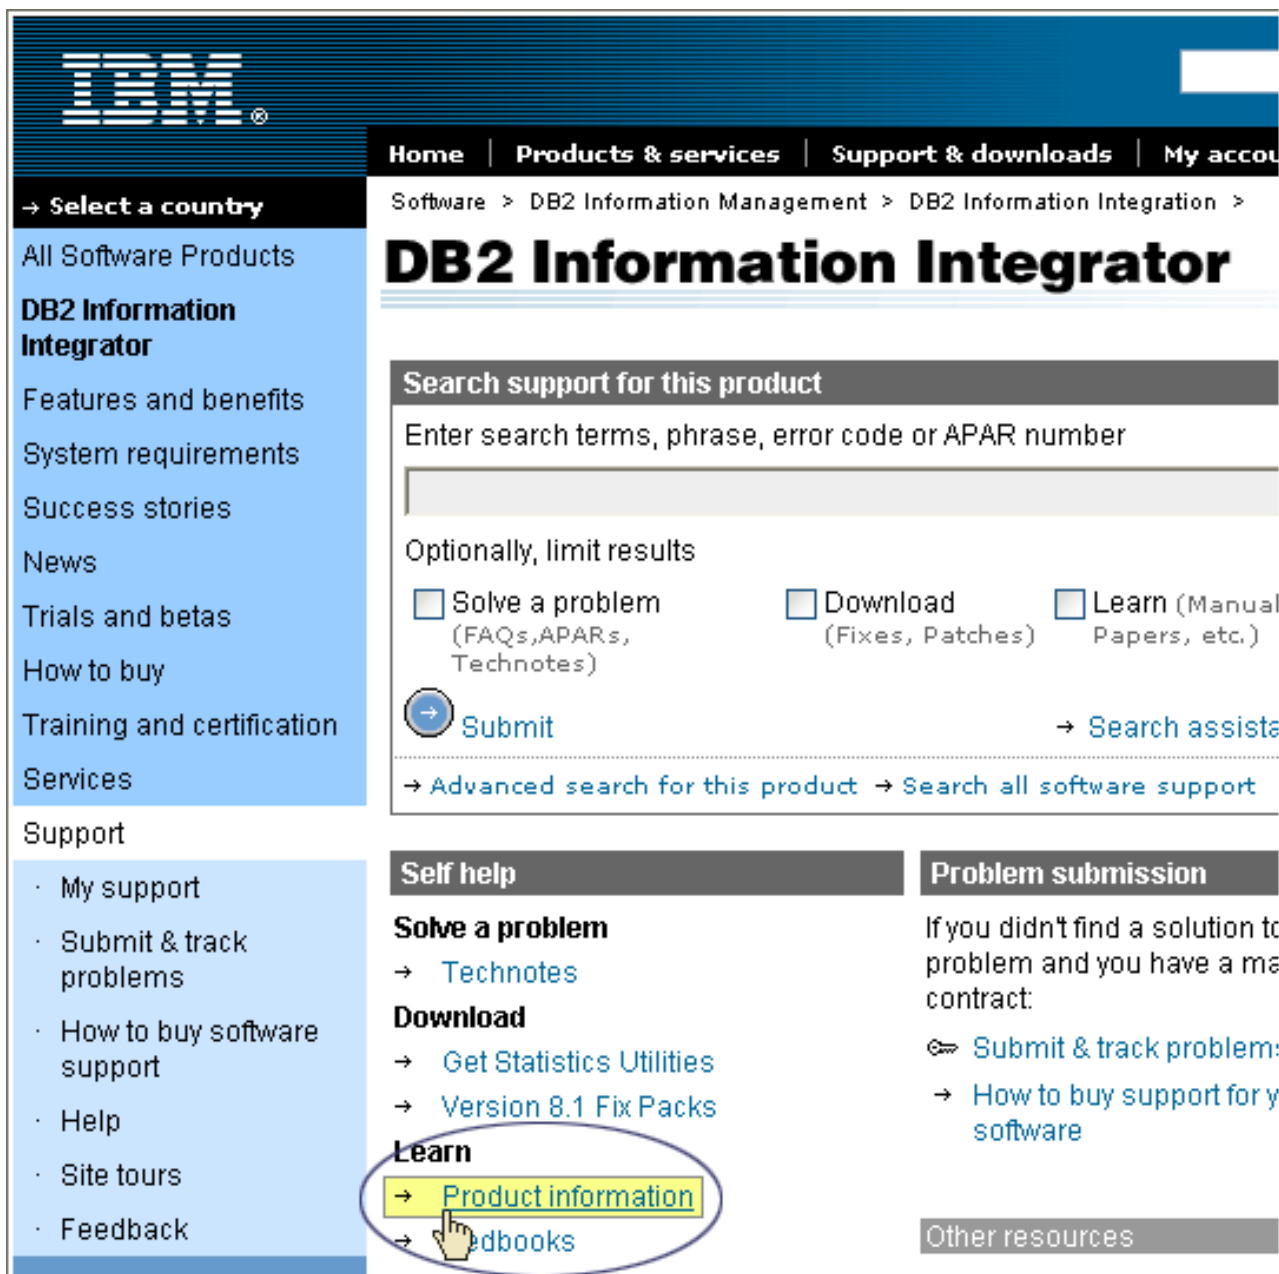 IBM®
Home | Products & services | Support & downloads | My accou
→ Select a country
Software > DB2 Information Management > DB2 Information Integration >
DB2 Information Integrator
All Software Products
DB2 Information
Integrator
Features and benefits
System requirements
Success stories
News
Trials and betas
How to buy
Training and certification
Services
Support
· My support
· Submit & track
problems
· How to buy software
support
· Help
· Site tours
· Feedback
Search support for this product
Enter search terms, phrase, error code or APAR number
Optionally, limit results
Solve a problem
(FAQs,APARs,
Technotes)
Download
(Fixes, Patches)
Learn (Manual
Papers, etc.)
→ Submit
→ Search assista
→ Advanced search for this product → Search all software support
Self help
Solve a problem
→ Technotes
Download
→ Get Statistics Utilities
→ Version 8.1 Fix Packs
Learn
→ Product information
→ edbooks
Problem submission
If you didn't find a solution to
problem and you have a ma
contract:
Submit & track problems
→ How to buy support for y
software
Other resources